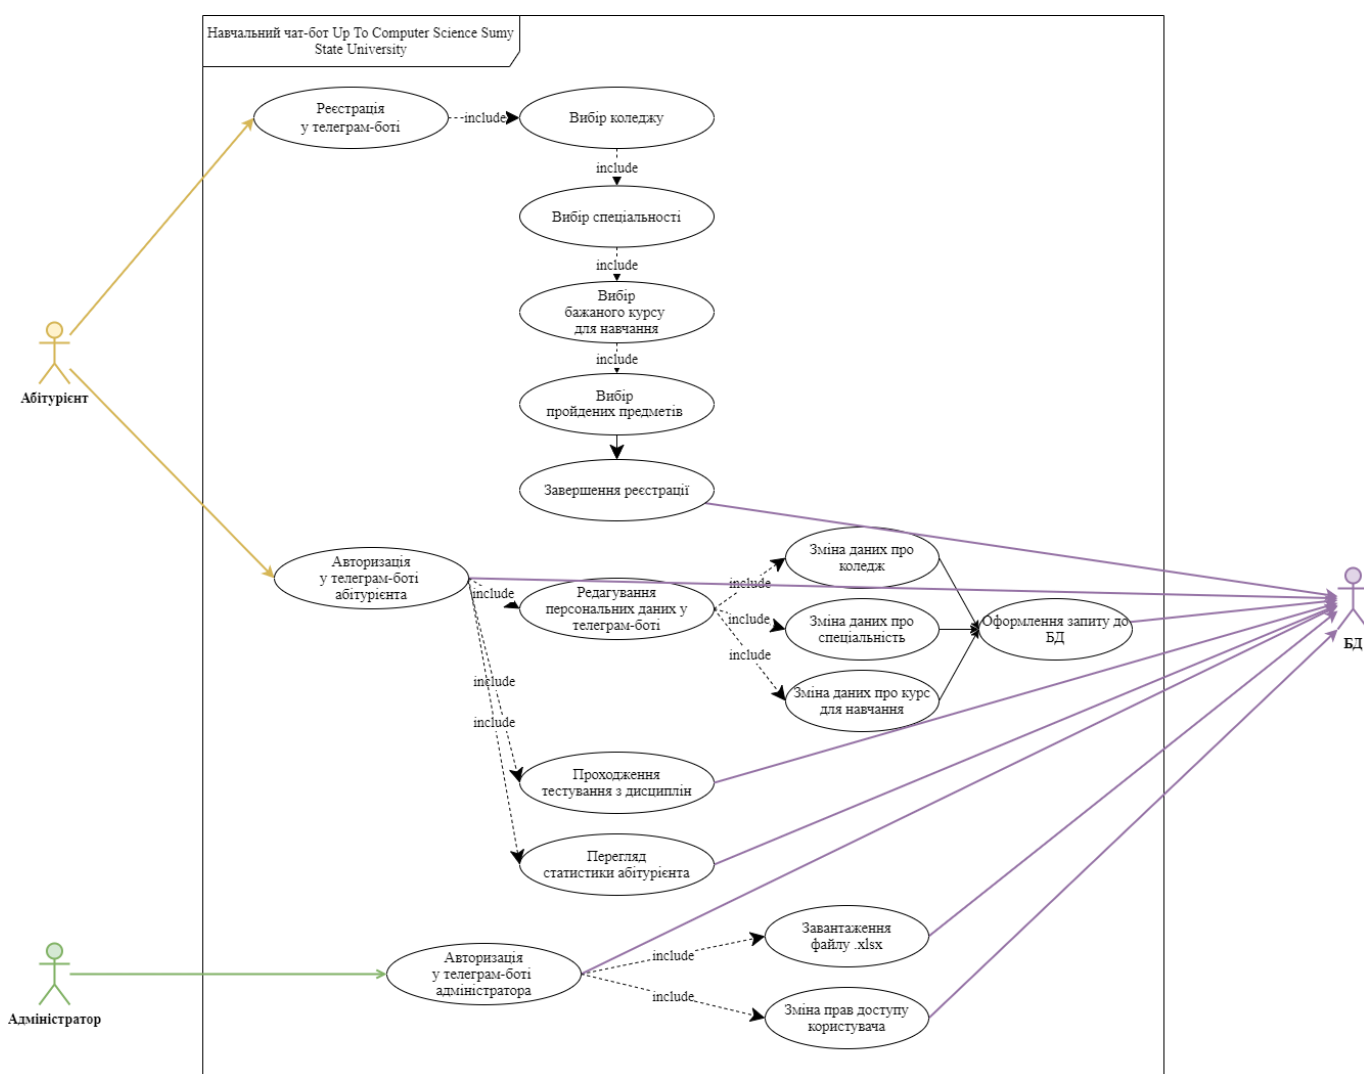 Навчальний чат-бот Up To Computer Science Sumy
State University
Реєстрація
у телеграм-боті
include
Вибір коледжу
include
Вибір спеціальності
include
Вибір
бажаного курсу
для навчання
include
Вибір
пройдених предметів
Завершення реєстрації
Абітурієнт
Авторизація
у телеграм-боті
абітурієнта
include
Редагування
персональних даних у
телеграм-боті
include
Зміна даних про
коледж
include
Зміна даних про
спеціальність
include
Зміна даних про курс
для навчання
Оформлення запиту до
БД
БД
include
include
Проходження
тестування з дисциплін
Перегляд
статистики абітурієнта
Адміністратор
Авторизація
у телеграм-боті
адміністратора
include
Завантаження
файлу .xlsx
include
Зміна прав доступу
користувача